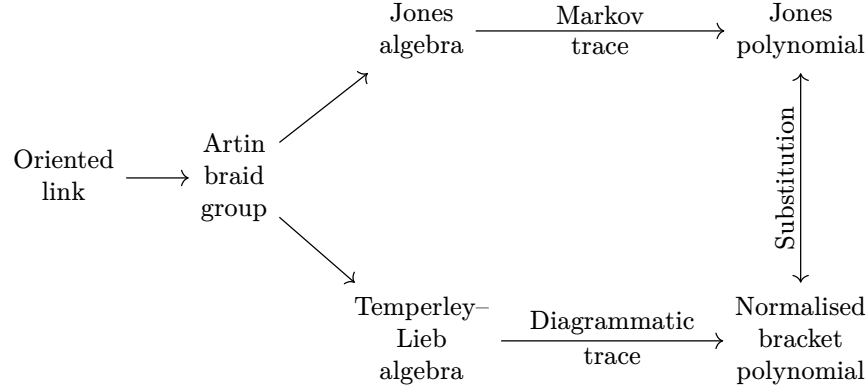 Jones
algebra
Markov
trace
Jones
polynomial
Oriented
link
Artin
braid
group
Substitution
Temperley–
Lieb
algebra
Diagrammatic
trace
Normalised
bracket
polynomial